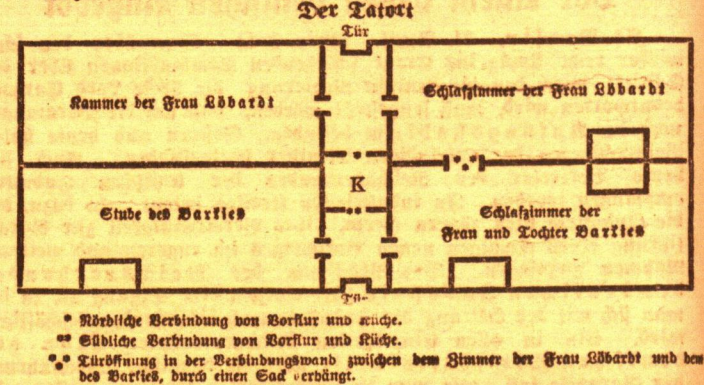 Der Tatort
Tür
Kammer der Frau Löbardt
Schlafzimmer der Frau Löbardt
* *
K
**
Stube des Barkies
Schlafzimmer der
Frau und Tochter Barkies
* Nördliche Verbindung von Vorflur und Küche.
** Südliche Verbindung von Vorflur und Küche.
*** Türöffnung in der Verbindungswand zwischen dem Zimmer der Frau Löbardt und dem
des Barkies, durch einen Sack verhängt.